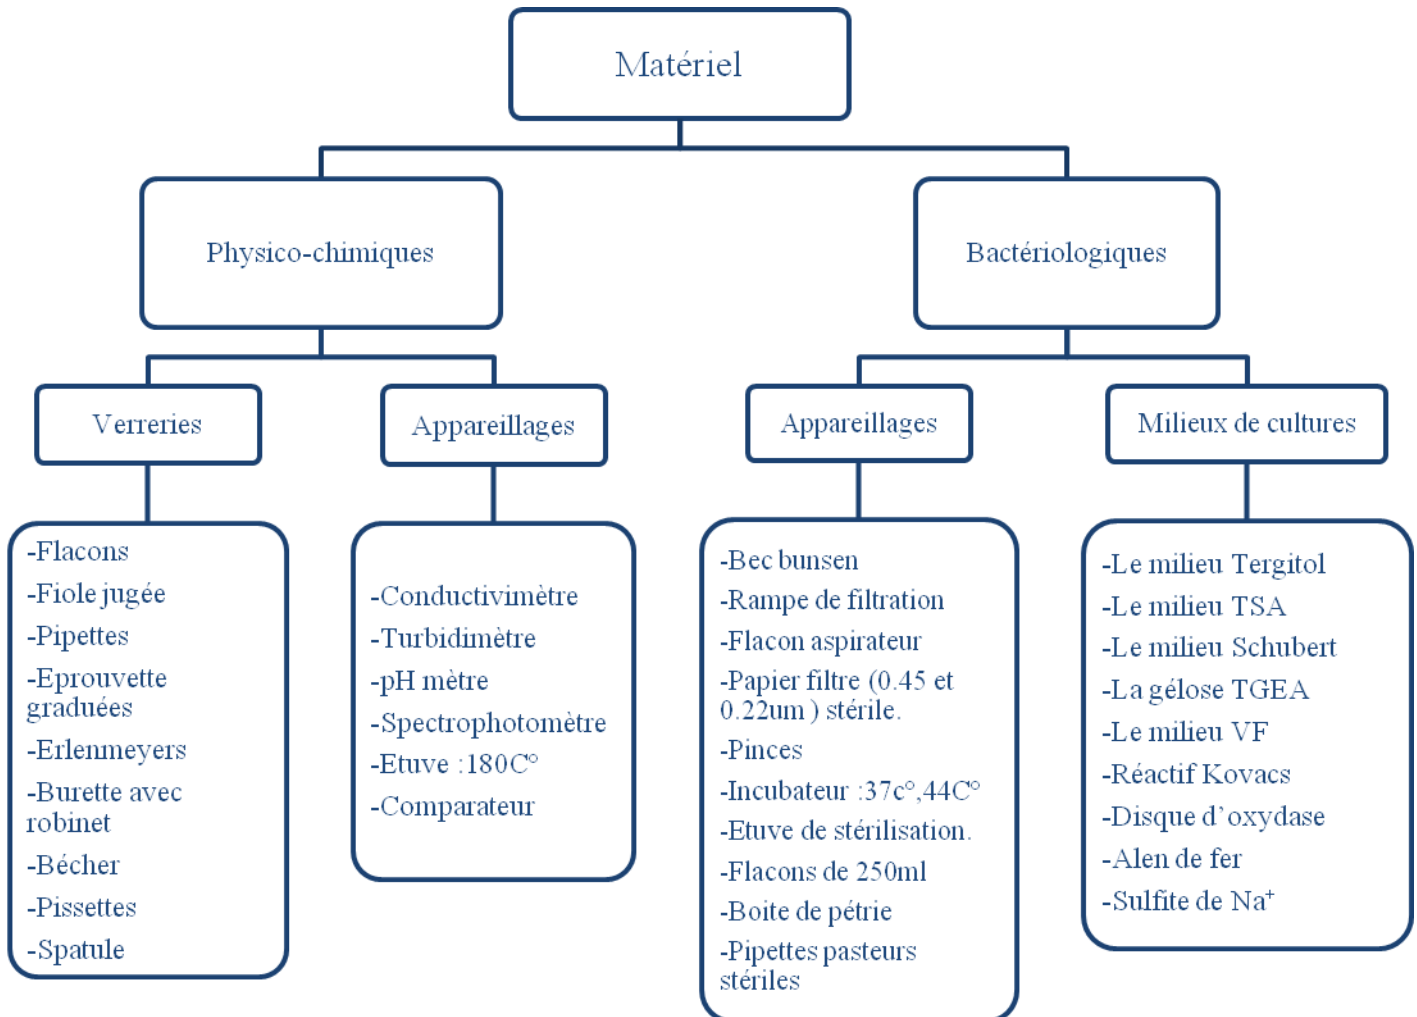 Matériel
Physico-chimiques
Bactériologiques
Verreries
Appareillages
Appareillages
Milieux de cultures
-Flacons
-Fiole jugée
-Pipettes
-Eprouvette
graduées
-Erlenmeyers
-Burette avec
robinet
-Bécher
-Pissettes
-Spatule
-Conductivimètre
-Turbidimètre
-pH mètre
-Spectrophotomètre
-Etuve :180C°
-Comparateur
-Bec bunsen
-Rampe de filtration
-Flacon aspirateur
-Papier filtre (0.45 et
0.22um ) stérile.
-Pinces
-Incubateur :37c°,44C°
-Etuve de stérilisation.
-Flacons de 250ml
-Boite de pétrie
-Pipettes pasteurs
stériles
-Le milieu Tergitol
-Le milieu TSA
-Le milieu Schubert
-La gélose TGEA
-Le milieu VF
-Réactif Kovacs
-Disque d’oxydase
-Alen de fer
-Sulfite de Na⁺